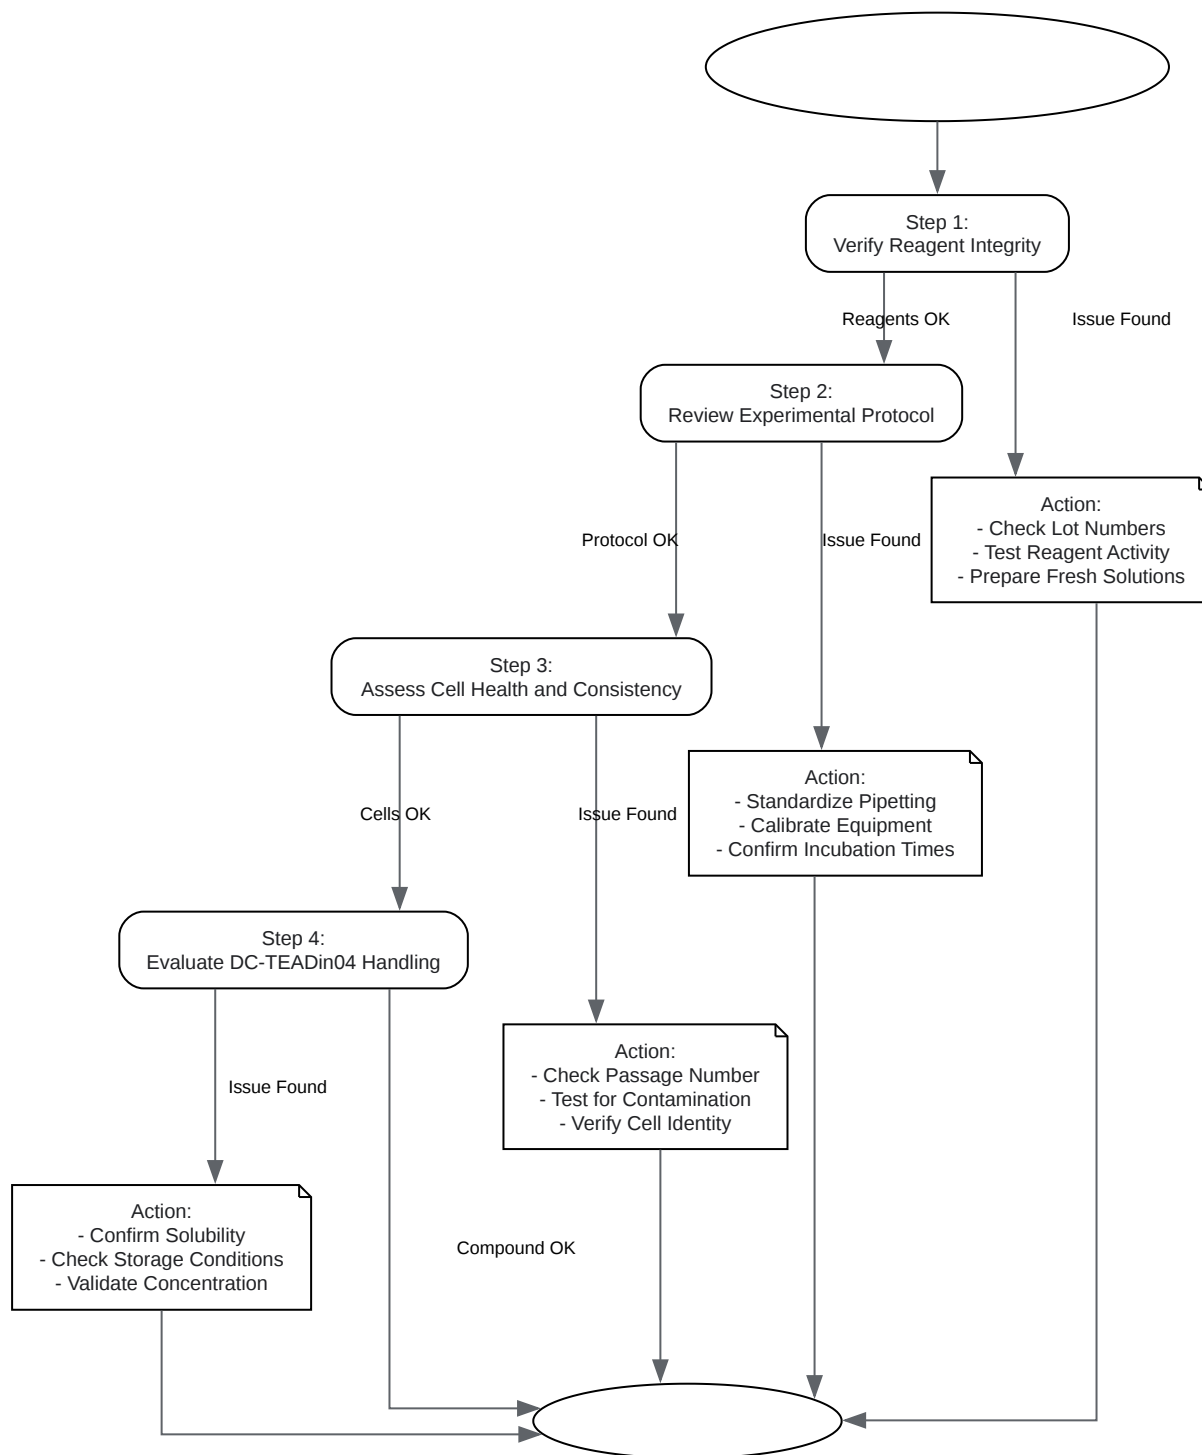 Step 1:
Verify Reagent Integrity
Reagents OK
Issue Found
Step 2:
Review Experimental Protocol
Action:
- Check Lot Numbers
- Test Reagent Activity
- Prepare Fresh Solutions
Protocol OK
Issue Found
Step 3:
Assess Cell Health and Consistency
Action:
- Standardize Pipetting
- Calibrate Equipment
- Confirm Incubation Times
Cells OK
Issue Found
Step 4:
Evaluate DC-TEADin04 Handling
Action:
- Check Passage Number
- Test for Contamination
- Verify Cell Identity
Issue Found
Action:
- Confirm Solubility
- Check Storage Conditions
- Validate Concentration
Compound OK